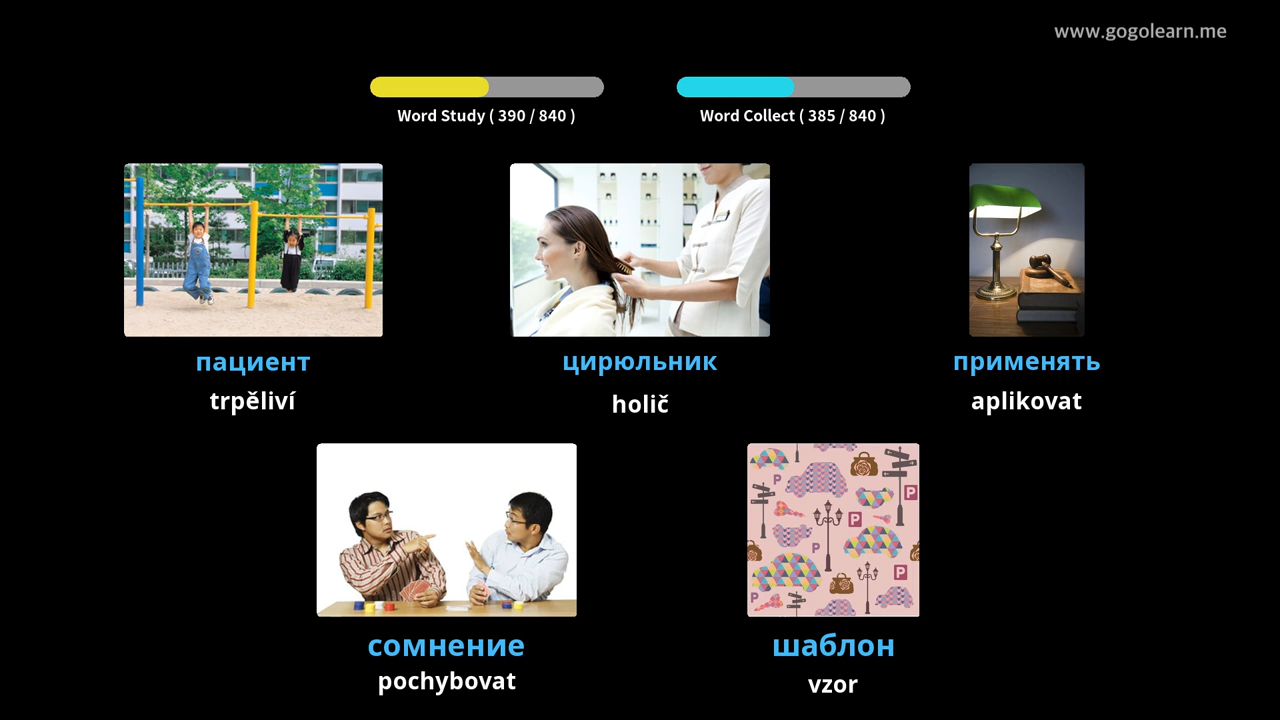 www.gogolearn.me
Word Study ( 390 / 840 )
Word Collect ( 385 / 840 )
пациент
trpěliví
цирюльник
holič
применять
aplikovat
P
P
P
P
P
P
сомнение
pochybovat
шаблон
vzor